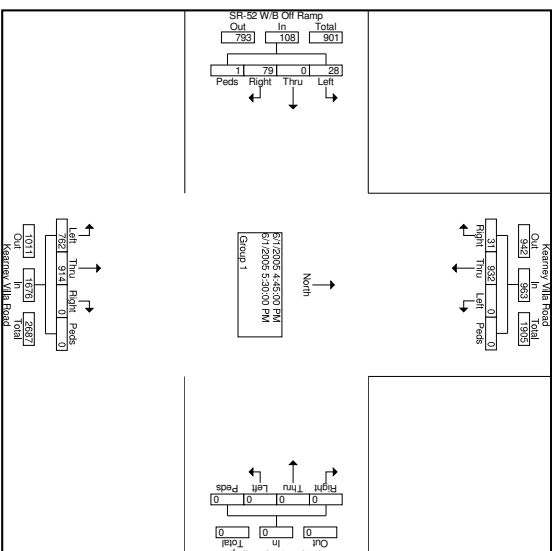 SR-52 W/B Off Ramp
Out In Total
793 108 901
1 79 0 28
Peds Right Thru Left
Kearney Villa Road
Out In Total
1011 1676 2687
762 914 0 0
Left Thru Right Peds
North
6/1/2005 4:45:00 PM
6/1/2005 5:30:00 PM
Group 1
Kearney Villa Road
Out In Total
942 963 1905
31 932 0 0
Right Thru Left Peds
Right Thru Left Peds
0 0 0 0
Out In Total
0 0 0